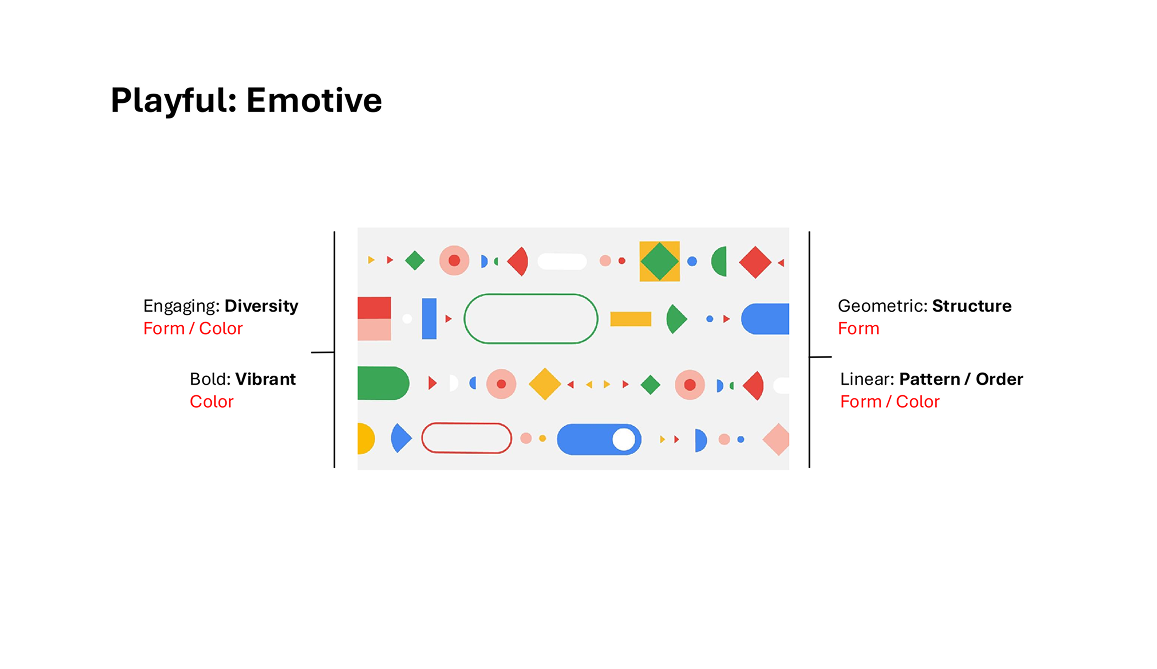 Playful: Emotive
Engaging: Diversity
Form / Color
Bold: Vibrant
Color
Geometric: Structure
Form
Linear: Pattern / Order
Form / Color